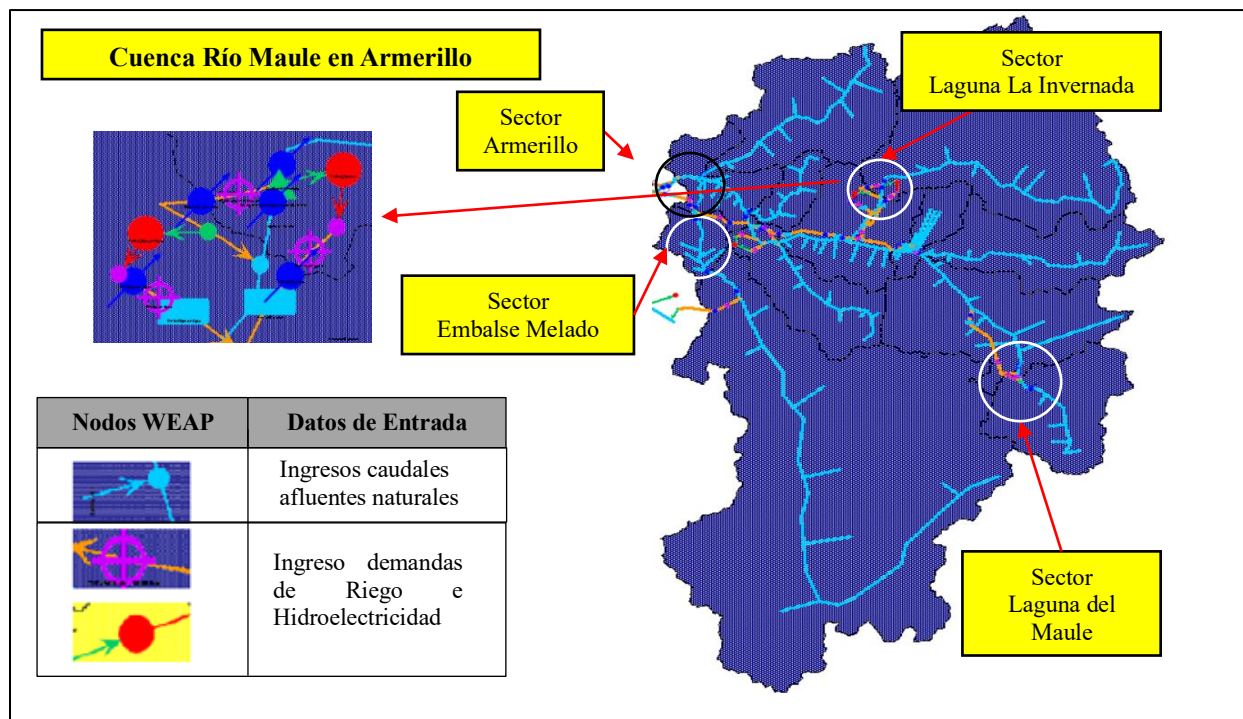 Cuenca Río Maule en Armerillo
Sector
Laguna La Invernada
Sector
Armerillo
Sector
Embalse Melado
Nodos WEAP
Datos de Entrada
Ingresos caudales
afluentes naturales
Ingreso demandas
de Riego e
Hidroelectricidad
Sector
Laguna del
Maule